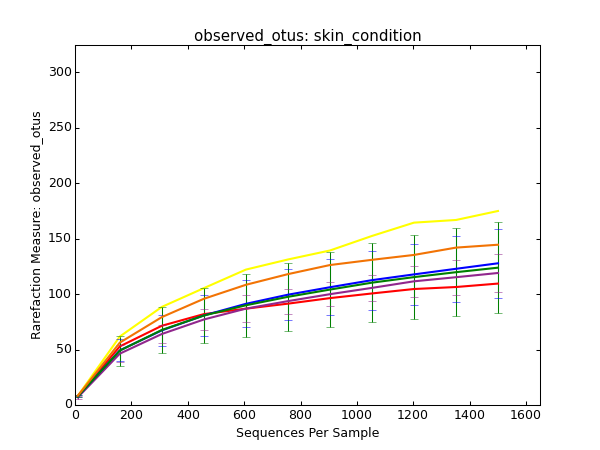 observed_otus: skin_condition
Rarefaction Measure: observed_otus
300
250
200
150
100
50
0
0 200 400 600 800 1000 1200 1400 1600
Sequences Per Sample